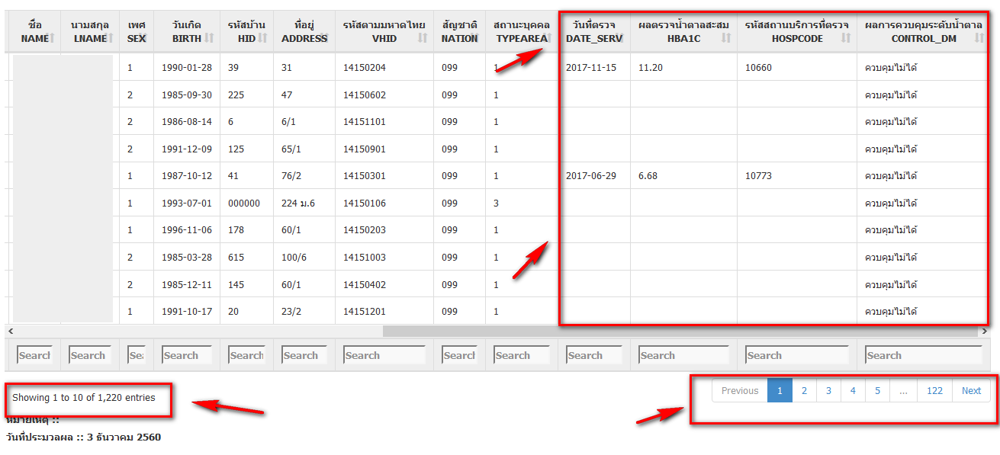 ชื่อ นามสกุล เพศ วันเกิด รหัสบ้าน ที่อยู่ รหัสตามมหาดไทย สัญชาติ สถานะบุคคล วันที่ตรวจ ผลตรวจน้ำตาลสะสม รหัสสถานบริการที่ตรวจ ผลการควบคุมระดับน้ำตาล
NAME LNAME SEX BIRTH HID ADDRESS VHID NATION TYPEAREA DATE_SERV HBA1C HOSPCODE CONTROL_DM
1 1990-01-28 39 31 14150204 099 1 2017-11-15 11.20 10660 ควบคุมไม่ได้
2 1985-09-30 225 47 14150602 099 1 ควบคุมไม่ได้
2 1986-08-14 6 6/1 14151101 099 1 ควบคุมไม่ได้
2 1991-12-09 125 65/1 14150901 099 1 ควบคุมไม่ได้
1 1987-10-12 41 76/2 14150301 099 1 2017-06-29 6.68 10773 ควบคุมไม่ได้
1 1993-07-01 000000 224 ม.6 14150106 099 3 ควบคุมไม่ได้
1 1996-11-06 178 60/1 14150203 099 1 ควบคุมไม่ได้
2 1985-03-28 615 100/6 14151003 099 1 ควบคุมไม่ได้
2 1985-12-11 145 60/1 14150402 099 1 ควบคุมไม่ได้
1 1991-10-17 20 23/2 14151201 099 1 ควบคุมไม่ได้
Search Search Se Search Search Search Search Search Search Search Search Search Search
Previous 1 2 3 4 5 ... 122 Next
Showing 1 to 10 of 1,220 entries
หมายเหตุ ::
วันที่ประมวลผล :: 3 ธันวาคม 2560